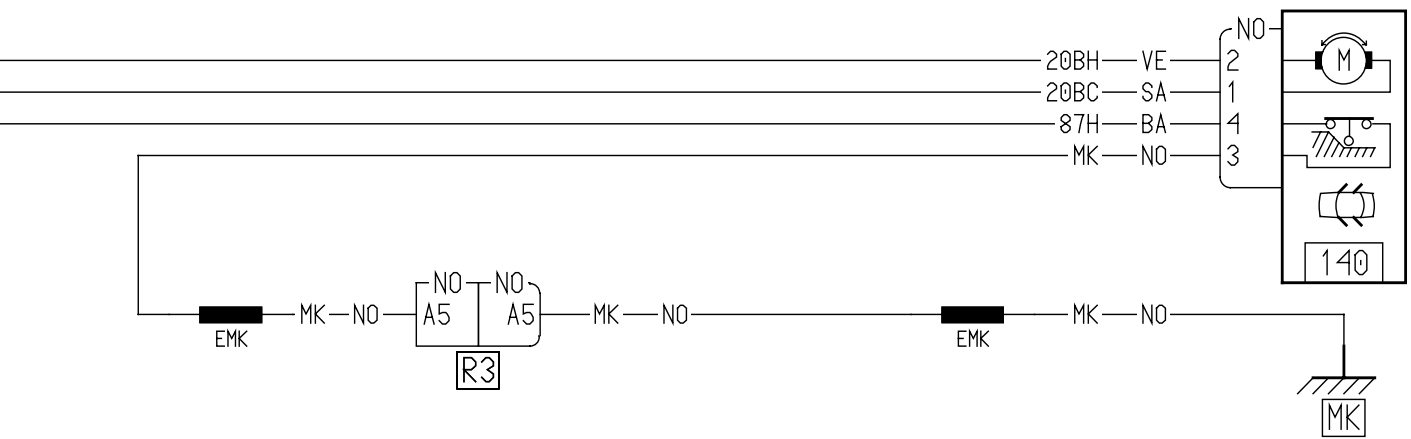 NO
20BH VE 2 M
20BC SA 1
87H BA 4
MK NO 3
140
NO NO
MK NO A5 A5 MK NO MK NO
EMK EMK
R3
MK